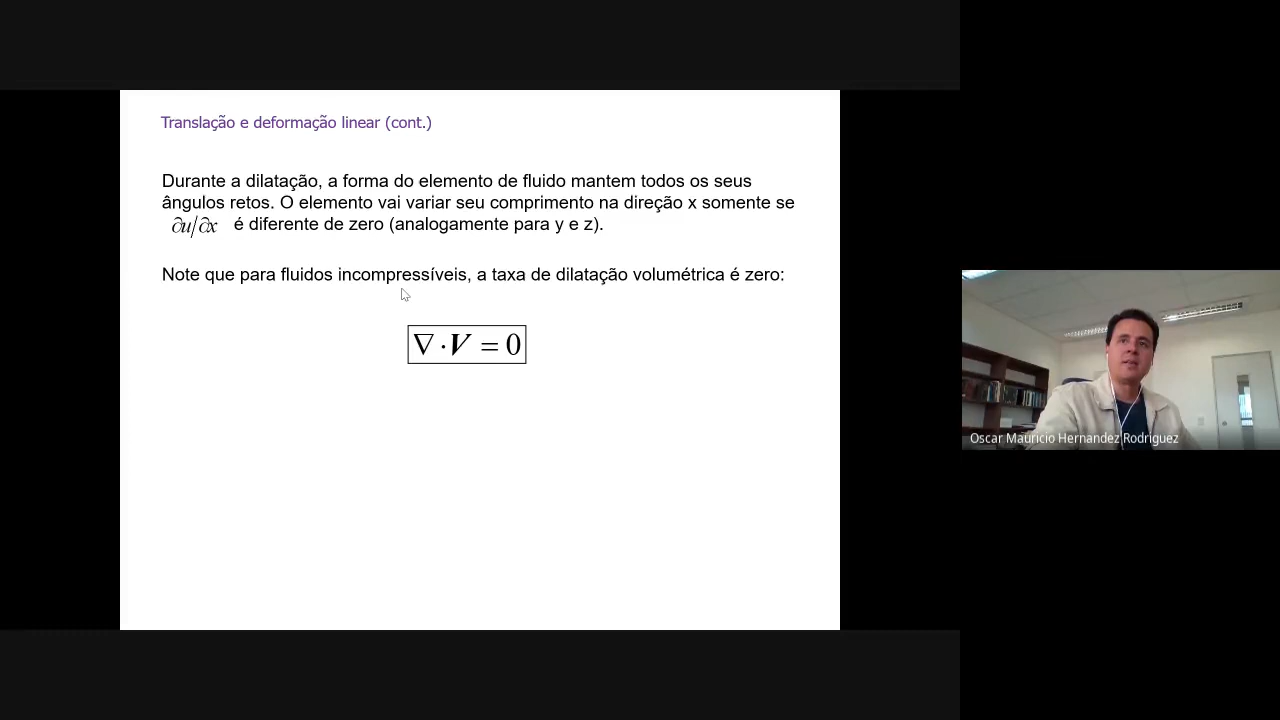 Translação e deformação linear (cont.)
Durante a dilatação, a forma do elemento de fluido mantem todos os seus
ângulos retos. O elemento vai variar seu comprimento na direção x somente se
∂u/∂x é diferente de zero (analogamente para y e z).
Note que para fluidos incompressíveis, a taxa de dilatação volumétrica é zero:
∇ · V = 0
Oscar Mauricio Hernandez Rodriguez